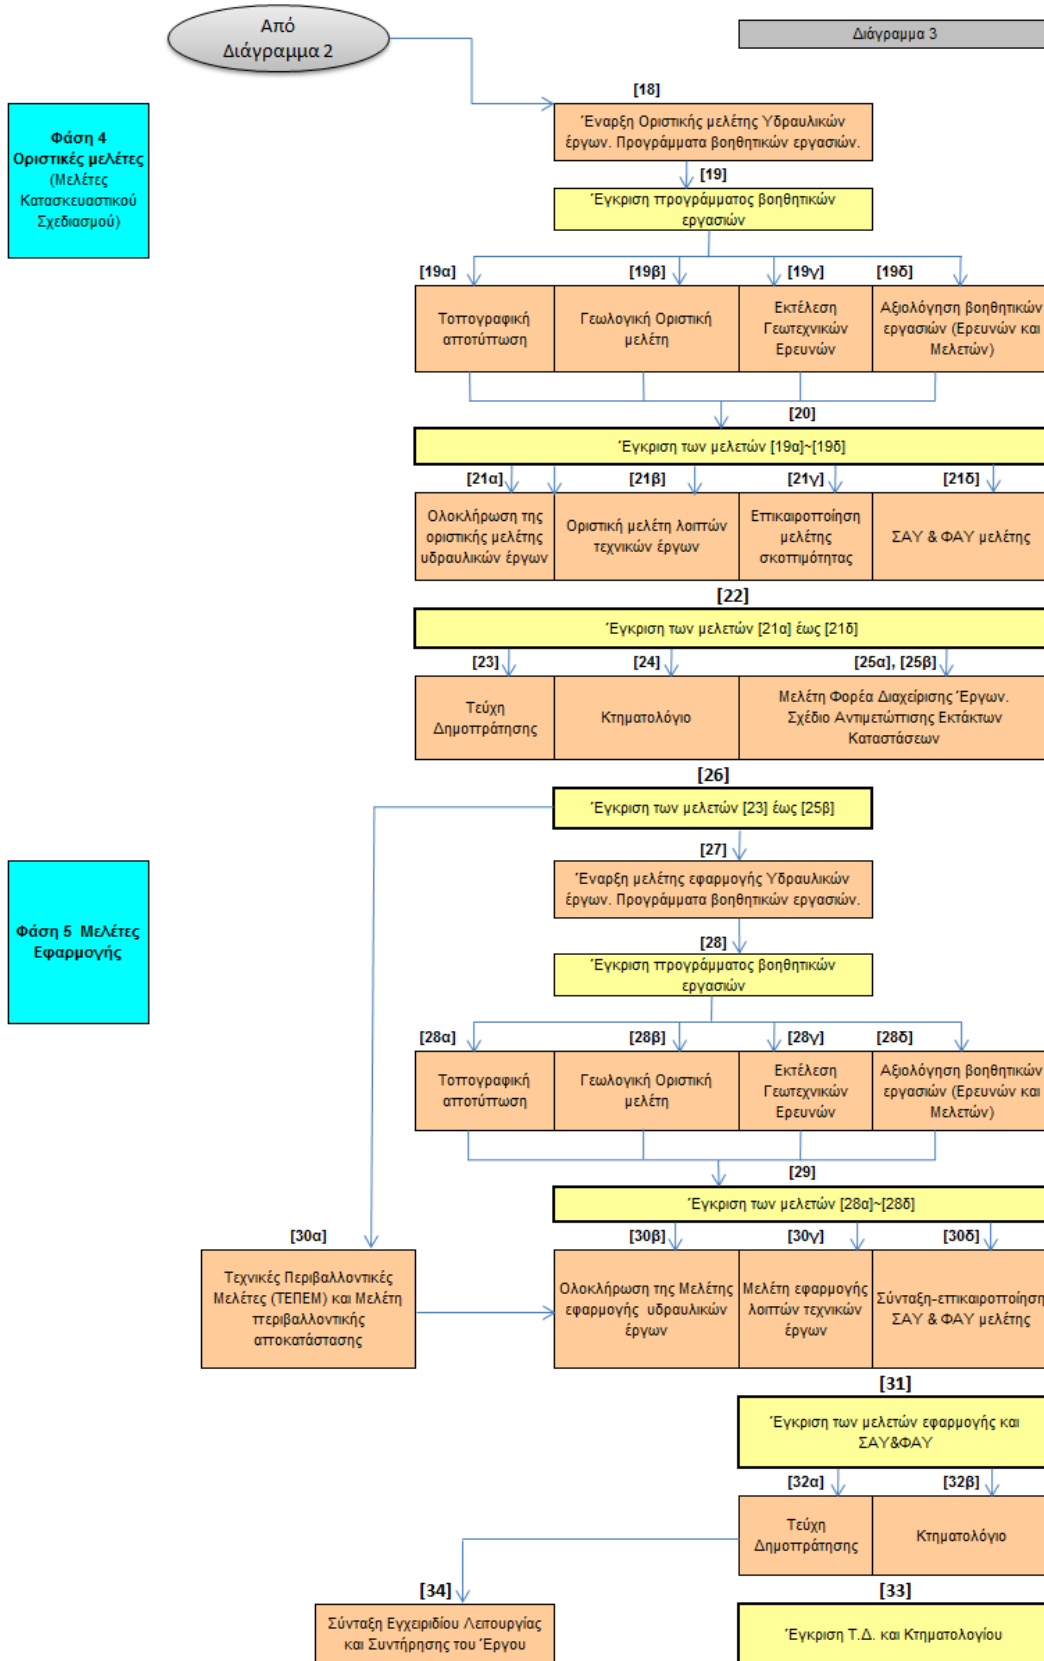 Από
Διάγραμμα 2
Διάγραμμα 3
[18]
Φάση 4
Οριστικές μελέτες
(Μελέτες
Κατασκευαστικού
Σχεδιασμού)
Έναρξη Οριστικής μελέτης Υδραυλικών
έργων. Προγράμματα βοηθητικών εργασιών.
[19]
Έγκριση προγράμματος βοηθητικών
εργασιών
[19α]
[19β]
[19γ]
[19δ]
Τοπογραφική
αποτύπωση
Γεωλογική Οριστική
μελέτη
Εκτέλεση
Γεωτεχνικών
Ερευνών
Αξιολόγηση βοηθητικών
εργασιών (Ερευνών και
Μελετών)
[20]
Έγκριση των μελετών [19α]~[19δ]
[21α]
[21β]
[21γ]
[21δ]
Ολοκλήρωση της
οριστικής μελέτης
υδραυλικών έργων
Οριστική μελέτη λοιπών
τεχνικών έργων
Επικαιροποίηση
μελέτης
σκοπιμότητας
ΣΑΥ & ΦΑΥ μελέτης
[22]
Έγκριση των μελετών [21α] έως [21δ]
[23]
[24]
[25α], [25β]
Τεύχη
Δημοπράτησης
Κτηματολόγιο
Μελέτη Φορέα Διαχείρισης Έργων.
Σχέδιο Αντιμετώπισης Εκτάκτων
Καταστάσεων
[26]
Έγκριση των μελετών [23] έως [25β]
[27]
Φάση 5 Μελέτες
Εφαρμογής
Έναρξη μελέτης εφαρμογής Υδραυλικών
έργων. Προγράμματα βοηθητικών εργασιών.
[28]
Έγκριση προγράμματος βοηθητικών
εργασιών
[28α]
[28β]
[28γ]
[28δ]
Τοπογραφική
αποτύπωση
Γεωλογική Οριστική
μελέτη
Εκτέλεση
Γεωτεχνικών
Ερευνών
Αξιολόγηση βοηθητικών
εργασιών (Ερευνών και
Μελετών)
[29]
Έγκριση των μελετών [28α]~[28δ]
[30α]
[30β]
[30γ]
[30δ]
Τεχνικές Περιβαλλοντικές
Μελέτες (ΤΕΠΕΜ) και Μελέτη
περιβαλλοντικής
αποκατάστασης
Ολοκλήρωση της Μελέτης
εφαρμογής υδραυλικών
έργων
Μελέτη εφαρμογής
λοιπών τεχνικών
έργων
Σύνταξη-επικαιροποίηση
ΣΑΥ & ΦΑΥ μελέτης
[31]
Έγκριση των μελετών εφαρμογής και
ΣΑΥ&ΦΑΥ
[32α]
[32β]
Τεύχη
Δημοπράτησης
Κτηματολόγιο
[34]
[33]
Σύνταξη Εγχειριδίου Λειτουργίας
και Συντήρησης του Έργου
Έγκριση Τ.Δ. και Κτηματολογίου